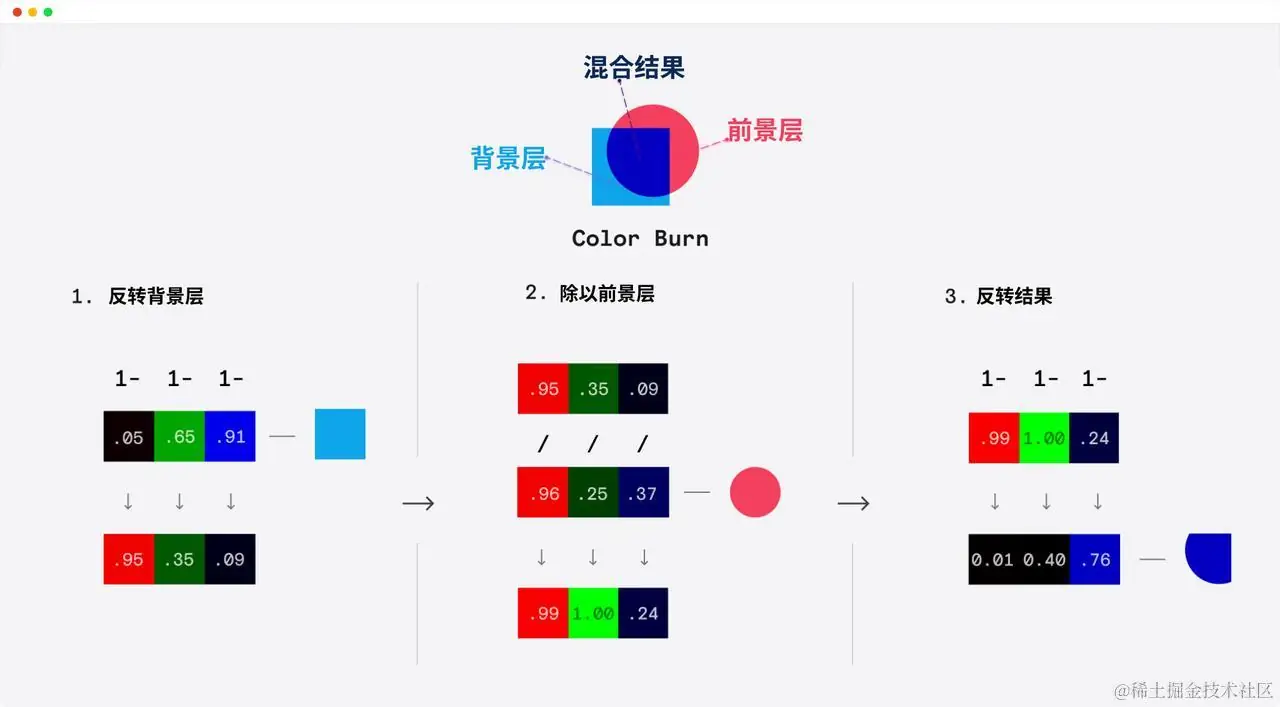 混合结果
前景层
背景层
Color Burn
1. 反转背景层
1- 1- 1-
.05 .65 .91
↓ ↓ ↓
.95 .35 .09
→
2. 除以前景层
.95 .35 .09
/ / /
.96 .25 .37
↓ ↓ ↓
.99 1.00 .24
→
3. 反转结果
1- 1- 1-
.99 1.00 .24
↓ ↓ ↓
0.01 0.40 .76
@稀土掘金技术社区